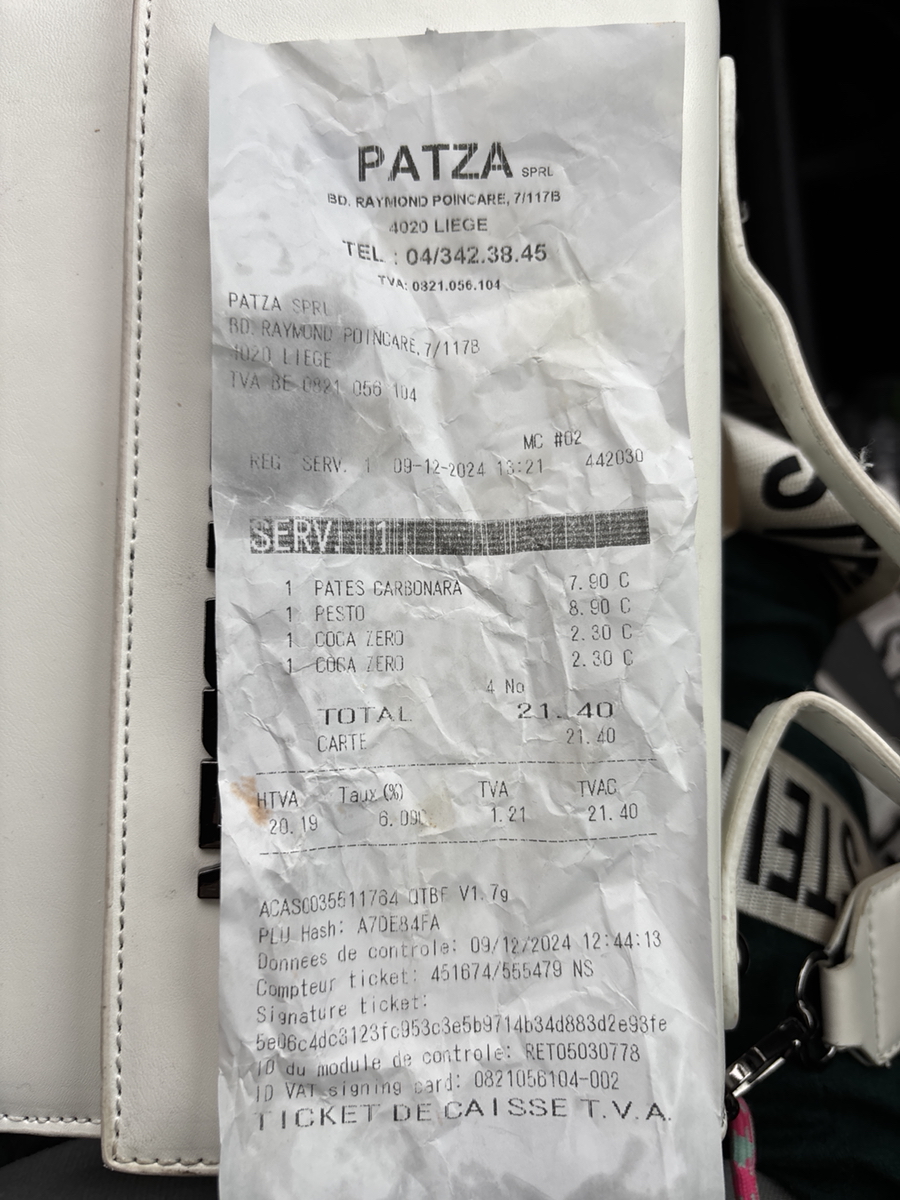 PATZA SPRL
BD. RAYMOND POINCARE, 7/117B
4020 LIEGE
TEL : 04/342.38.45
TVA: 0821.056.104
PATZA SPRL
BD. RAYMOND POINCARE, 7/117B
4020 LIEGE
TVA BE 0821 056 104
MC #02
REG SERV. 1 09-12-2024 13:21 442030
SERV. 1
1 PATES CARBONARA 7.90 C
1 PESTO 8.90 C
1 COCA ZERO 2.30 C
1 COCA ZERO 2.30 C
4 No
TOTAL 21.40
CARTE 21.40
HTVA Taux (%) TVA TVAC
20.19 6.00C 1.21 21.40
ACAS0035511764 QTBF V1.7g
PLU Hash: A7DE84FA
Donnees de controle: 09/12/2024 12:44:13
Compteur ticket: 451674/555479 NS
Signature ticket:
5e06c4dc3123fc953c3e5b9714b34d883d2e93fe
ID du module de controle: RET05030778
ID VAT signing card: 0821056104-002
TICKET DE CAISSE T.V.A.